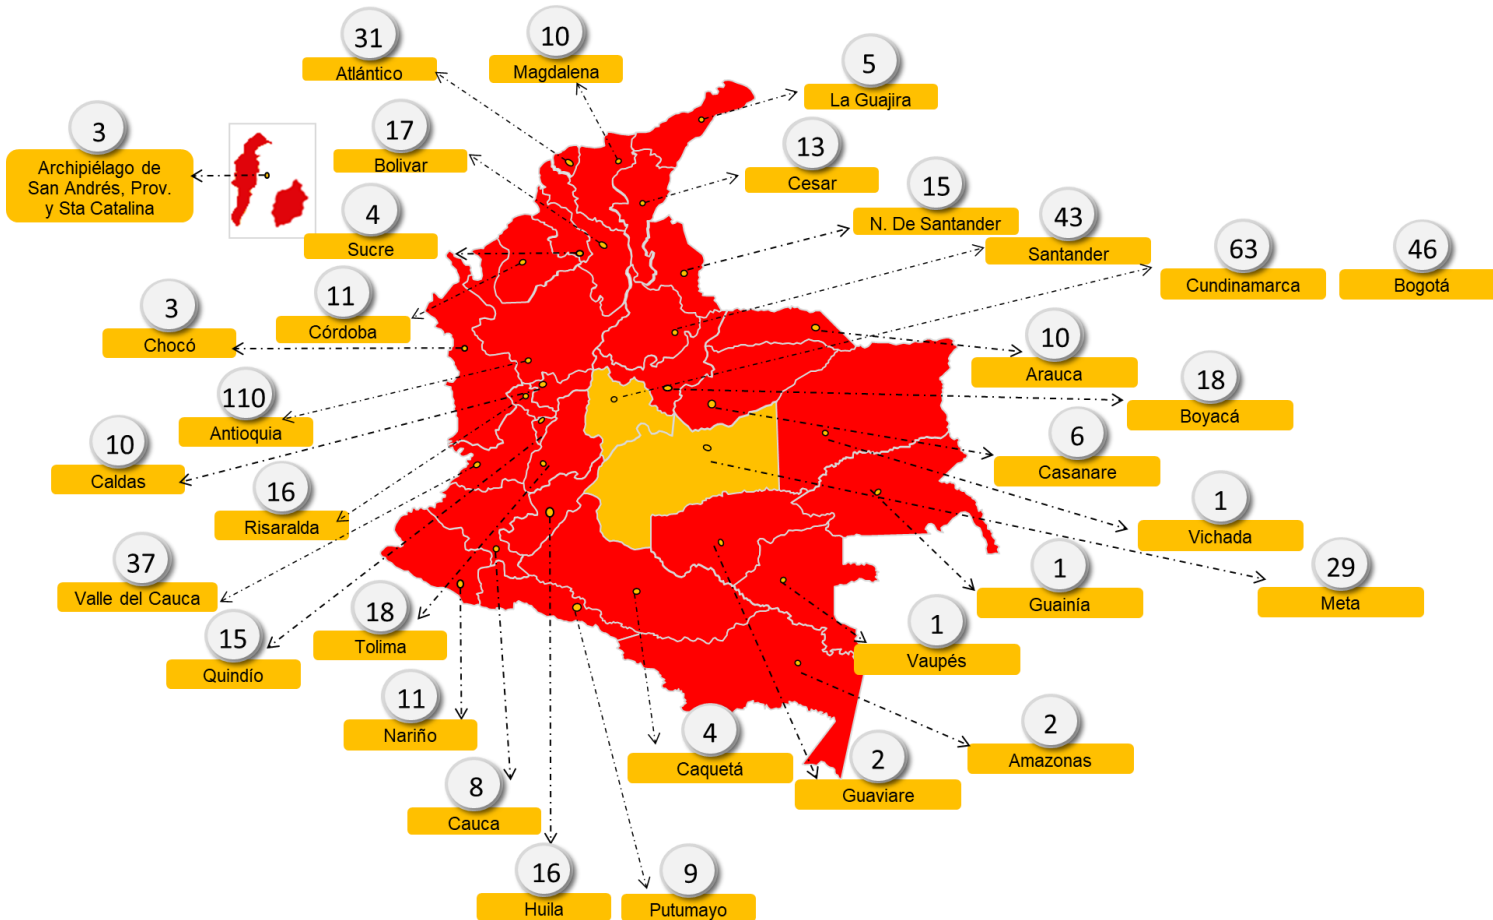 31
Atlántico
10
Magdalena
5
La Guajira
3
Archipiélago de
San Andrés, Prov.
y Sta Catalina
17
Bolivar
13
Cesar
15
N. De Santander
4
Sucre
43
Santander
63
Cundinamarca
46
Bogotá
11
Córdoba
3
Chocó
10
Arauca
110
Antioquia
18
Boyacá
10
Caldas
6
Casanare
16
Risaralda
1
Vichada
37
Valle del Cauca
1
Guainía
29
Meta
15
Quindío
18
Tolima
1
Vaupés
11
Nariño
4
Caquetá
2
Amazonas
2
Guaviare
8
Cauca
16
Huila
9
Putumayo